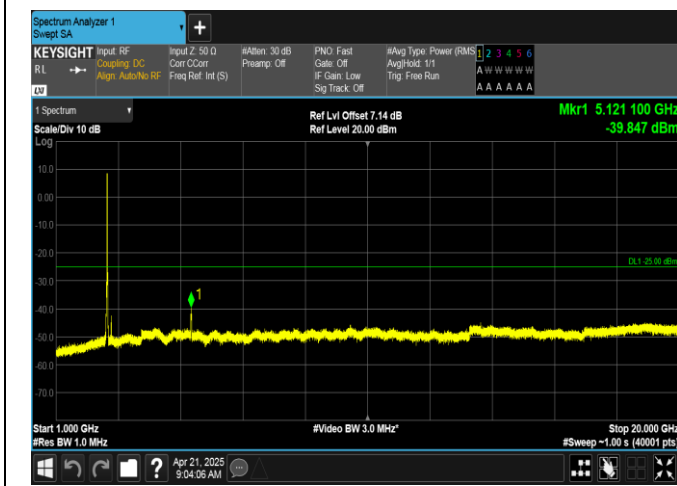 Spectrum Analyzer 1
Swept SA
+
KEYSIGHT Input: RF Input Z: 50 Ω #Atten: 30 dB PNO: Fast #Avg Type: Power (RMS 1 2 3 4 5 6
RL Coupling: DC Corr CCorr Preamp: Off Gate: Off Avg|Hold: 1/1 A W W W W W
Align: Auto/No RF Freq Ref: Int (S) IF Gain: Low Trig: Free Run
Sig Track: Off A A A A A A
LXI
1 Spectrum
Scale/Div 10 dB
Ref Lvl Offset 7.14 dB
Ref Level 20.00 dBm
Mkr1 5.121 100 GHz
-39.847 dBm
Log
10.0
0.00
-10.0
-20.0
DL1 -25.00 dBm
-30.0
1
-40.0
-50.0
-60.0
-70.0
Start 1.000 GHz #Video BW 3.0 MHz* Stop 20.000 GHz
#Res BW 1.0 MHz #Sweep ~1.00 s (40001 pts)
?
Apr 21, 2025
9:04:06 AM